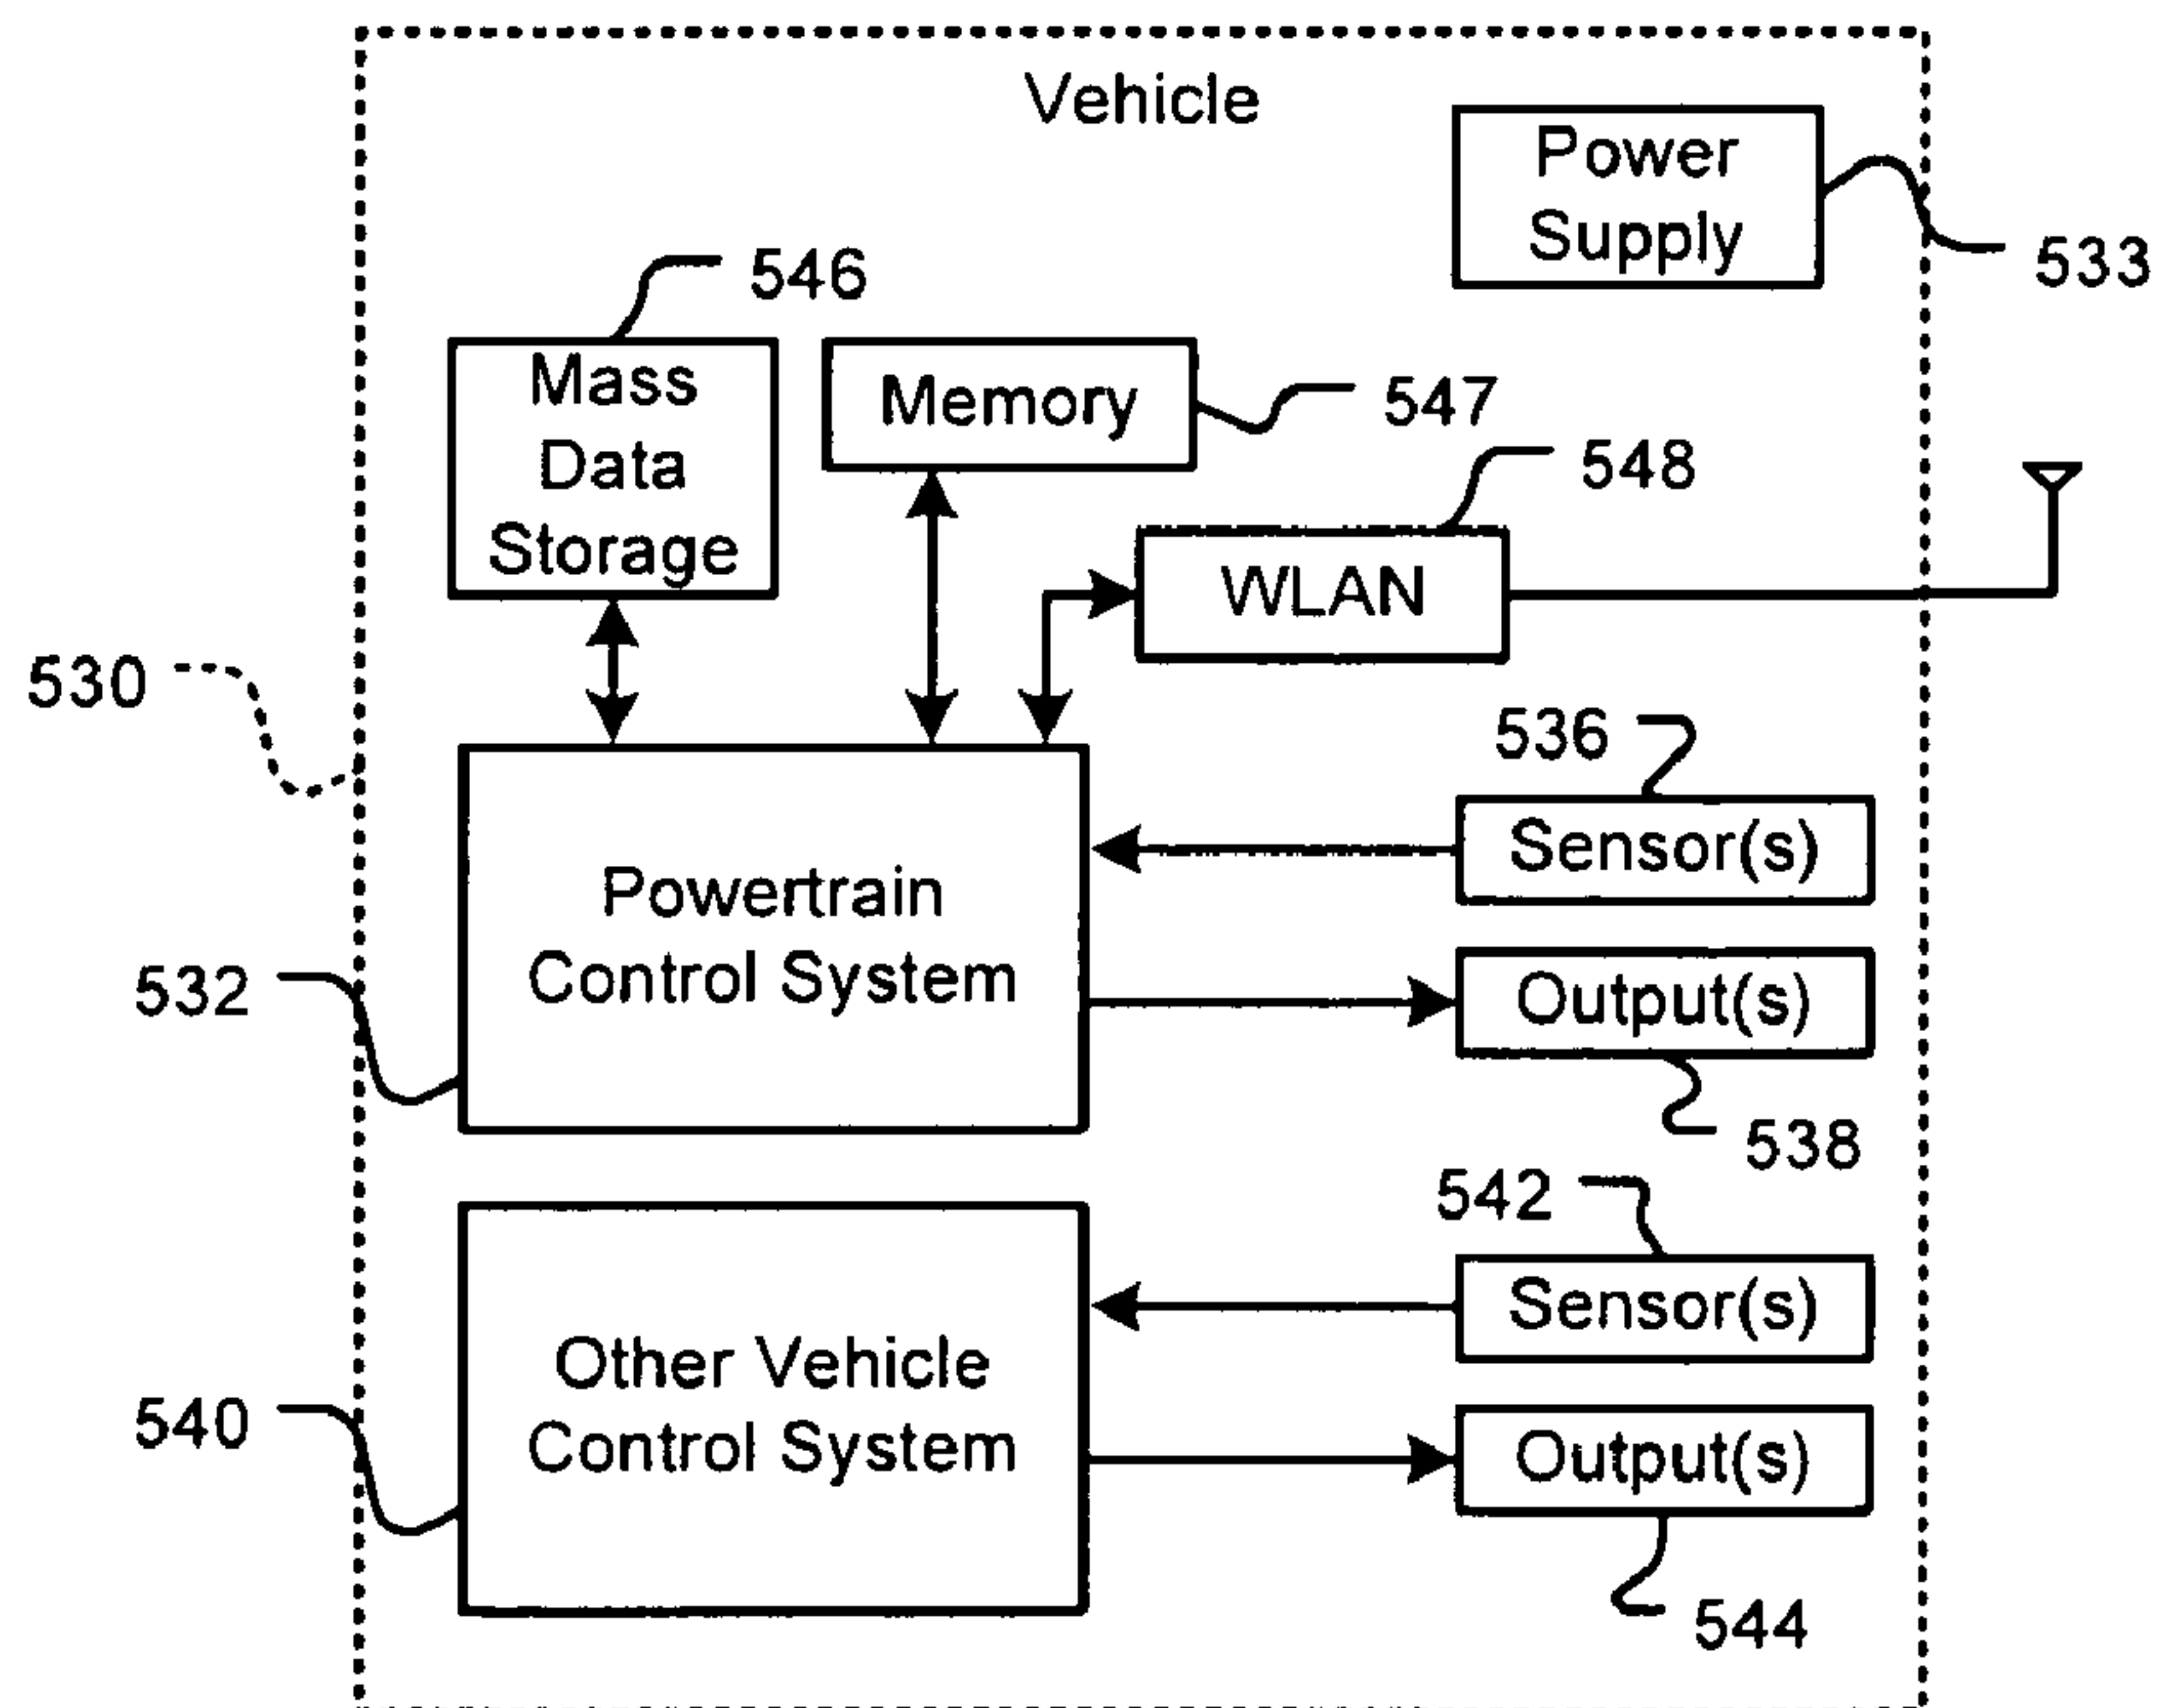 Vehicle
Power
Supply
533
546
Mass
Data
Storage
Memory
547
548
WLAN
530
536
Sensor(s)
Powertrain
Control System
532
Output(s)
538
542
Sensor(s)
Other Vehicle
Control System
540
Output(s)
544